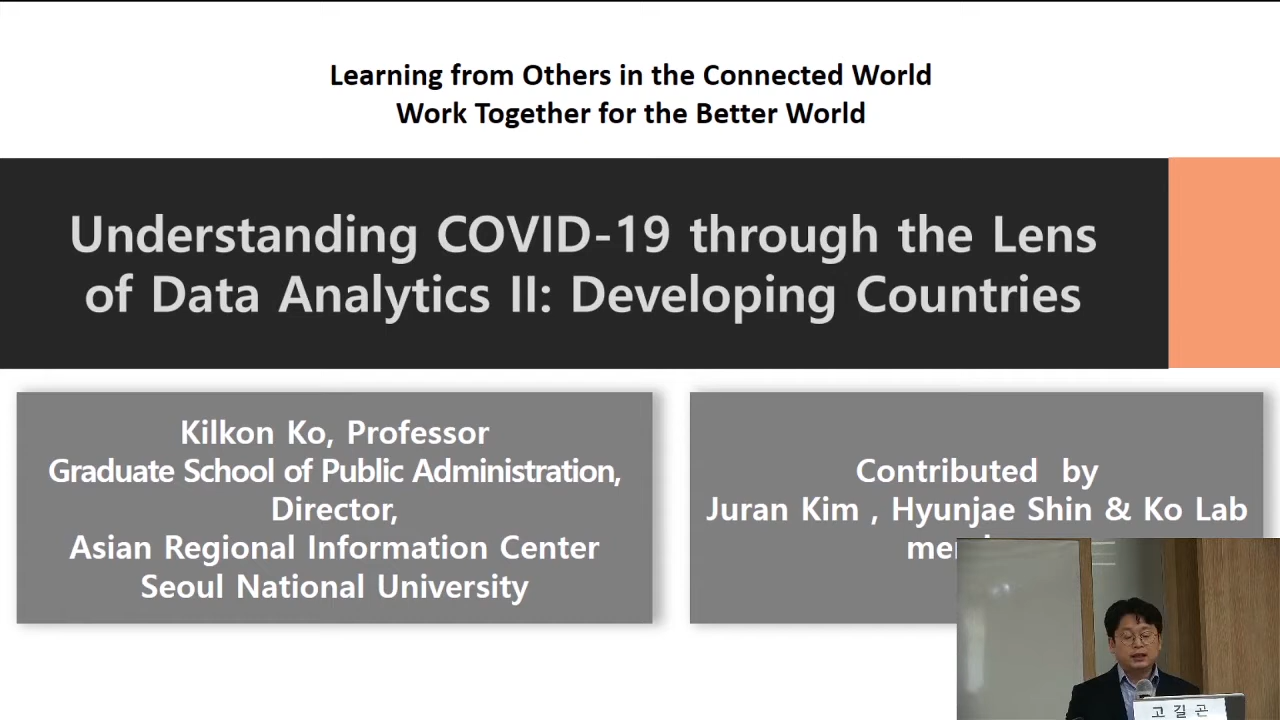 Learning from Others in the Connected World
Work Together for the Better World
Understanding COVID-19 through the Lens
of Data Analytics II: Developing Countries
Kilkon Ko, Professor
Graduate School of Public Administration,
Director,
Asian Regional Information Center
Seoul National University
Contributed by
Juran Kim , Hyunjae Shin & Ko Lab
고 길 곤